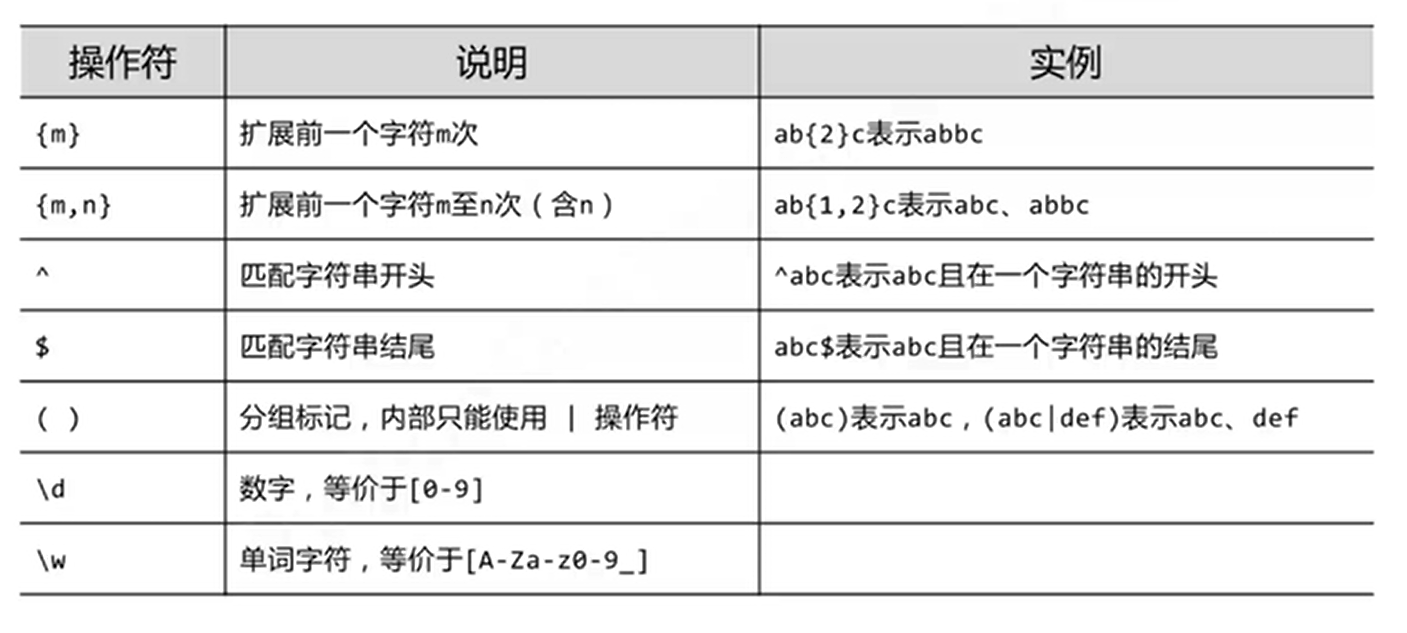 操作符 说明 实例
{m} 扩展前一个字符m次 ab{2}c表示abbc
{m,n} 扩展前一个字符m至n次（含n） ab{1,2}c表示abc、abbc
^ 匹配字符串开头 ^abc表示abc且在一个字符串的开头
$ 匹配字符串结尾 abc$表示abc且在一个字符串的结尾
( ) 分组标记，内部只能使用 | 操作符 (abc)表示abc，(abc|def)表示abc、def
\d 数字，等价于[0-9]
\w 单词字符，等价于[A-Za-z0-9_]